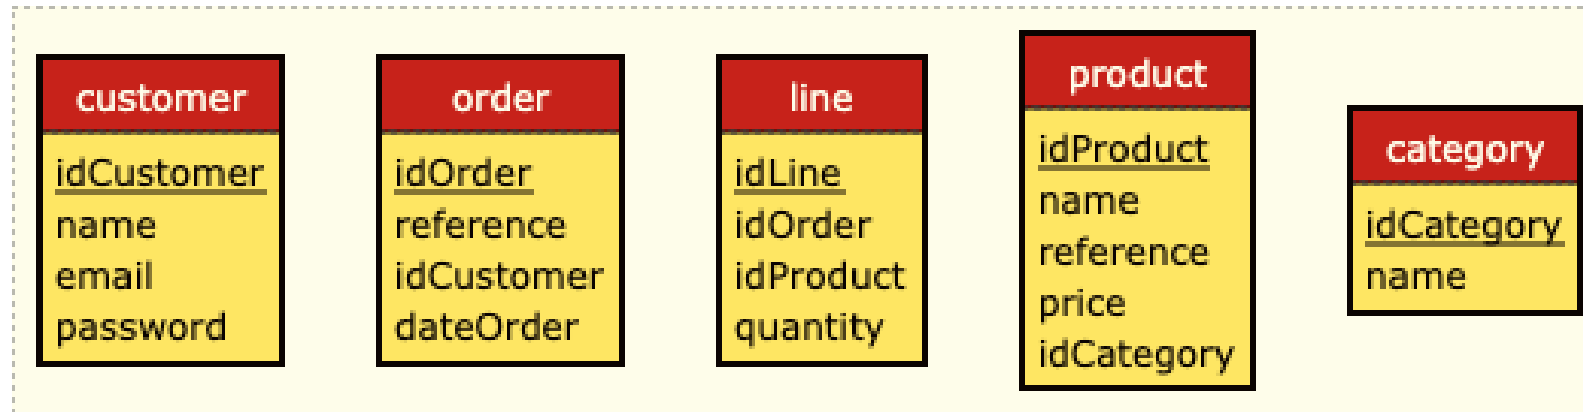 customer
idCustomer
name
email
password
order
idOrder
reference
idCustomer
dateOrder
line
idLine
idOrder
idProduct
quantity
product
idProduct
name
reference
price
idCategory
category
idCategory
name